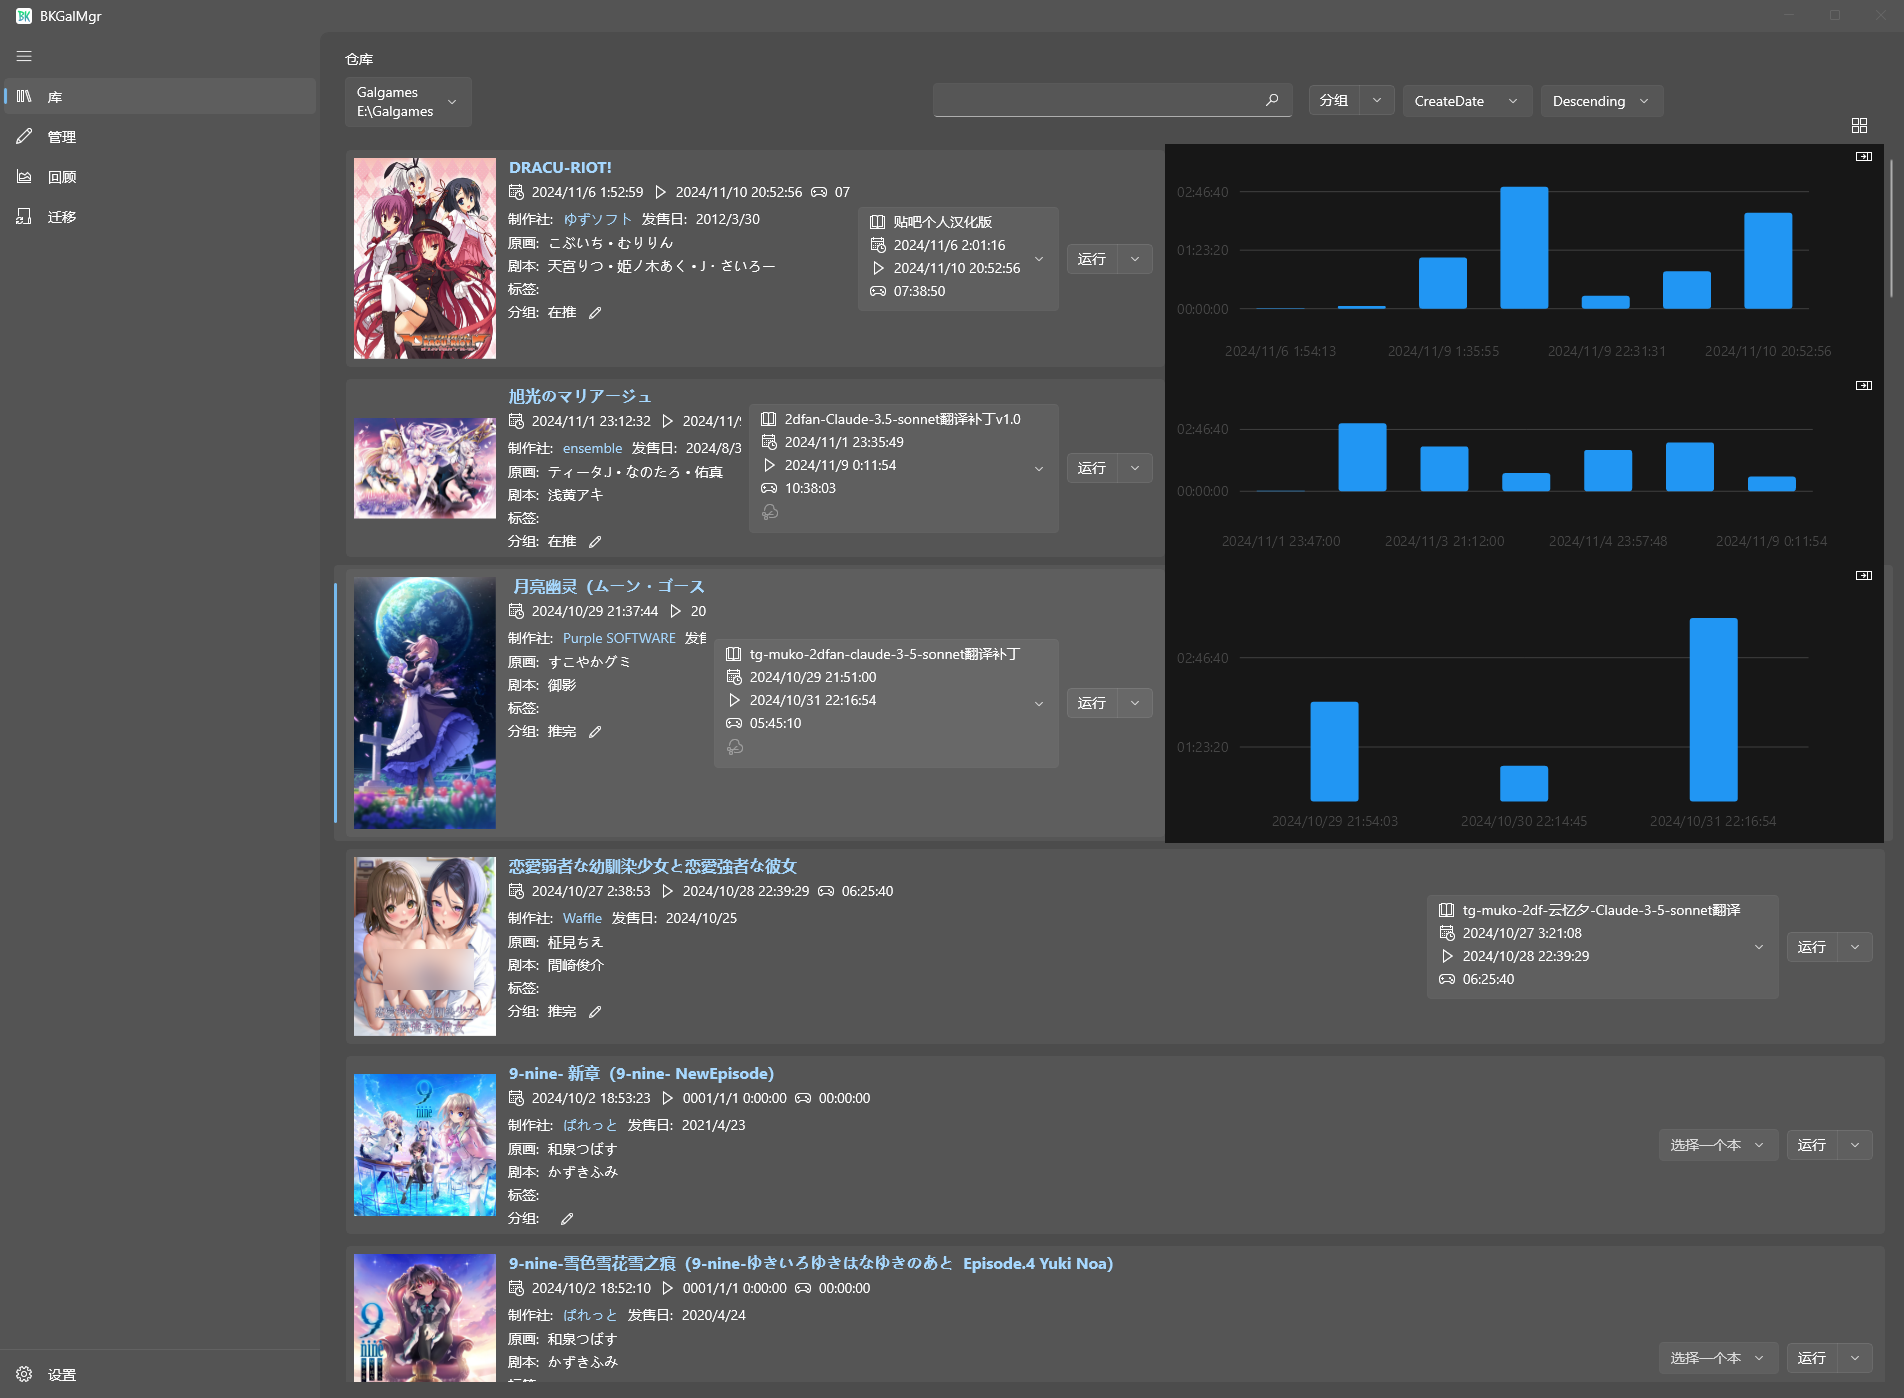 BKGalMgr
库
管理
回顾
迁移
设置
仓库
Galgames
E:\Galgames
分组
CreateDate
Descending
DRACU-RIOT!
2024/11/6 1:52:59 2024/11/10 20:52:56 07
制作社: ゆずソフト 发售日: 2012/3/30
原画: こぶいち・むりりん
剧本: 天宮りつ・姫ノ木あく・J・さいろー
标签:
分组: 在推
贴吧个人汉化版
2024/11/6 2:01:16
2024/11/10 20:52:56
07:38:50
运行
02:46:40
01:23:20
00:00:00
2024/11/6 1:54:13 2024/11/9 1:35:55 2024/11/9 22:31:31 2024/11/10 20:52:56
旭光のマリアージュ
2024/11/1 23:12:32 2024/11/9
制作社: ensemble 发售日: 2024/8/3
原画: ティータJ・なのたろ・佑真
剧本: 浅黄アキ
标签:
分组: 在推
2dfan-Claude-3.5-sonnet翻译补丁v1.0
2024/11/1 23:35:49
2024/11/9 0:11:54
10:38:03
运行
02:46:40
00:00:00
2024/11/1 23:47:00 2024/11/3 21:12:00 2024/11/4 23:57:48 2024/11/9 0:11:54
月亮幽灵（ムーン・ゴース
2024/10/29 21:37:44 20
制作社: Purple SOFTWARE 发售
原画: すこやかグミ
剧本: 御影
标签:
分组: 推完
tg-muko-2dfan-claude-3-5-sonnet翻译补丁
2024/10/29 21:51:00
2024/10/31 22:16:54
05:45:10
运行
02:46:40
01:23:20
2024/10/29 21:54:03 2024/10/30 22:14:45 2024/10/31 22:16:54
恋愛弱者な幼馴染少女と恋愛強者な彼女
2024/10/27 2:38:53 2024/10/28 22:39:29 06:25:40
制作社: Waffle 发售日: 2024/10/25
原画: 柾見ちえ
剧本: 間崎俊介
标签:
分组: 推完
tg-muko-2df-云忆夕-Claude-3-5-sonnet翻译
2024/10/27 3:21:08
2024/10/28 22:39:29
06:25:40
运行
9-nine- 新章（9-nine- NewEpisode）
2024/10/2 18:53:23 0001/1/1 0:00:00 00:00:00
制作社: ぱれっと 发售日: 2021/4/23
原画: 和泉つばす
剧本: かずきふみ
标签:
分组:
选择一个本
运行
9-nine-雪色雪花雪之痕（9-nine-ゆきいろゆきはなゆきのあと Episode.4 Yuki Noa）
2024/10/2 18:52:10 0001/1/1 0:00:00 00:00:00
制作社: ぱれっと 发售日: 2020/4/24
原画: 和泉つばす
剧本: かずきふみ
选择一个本
运行